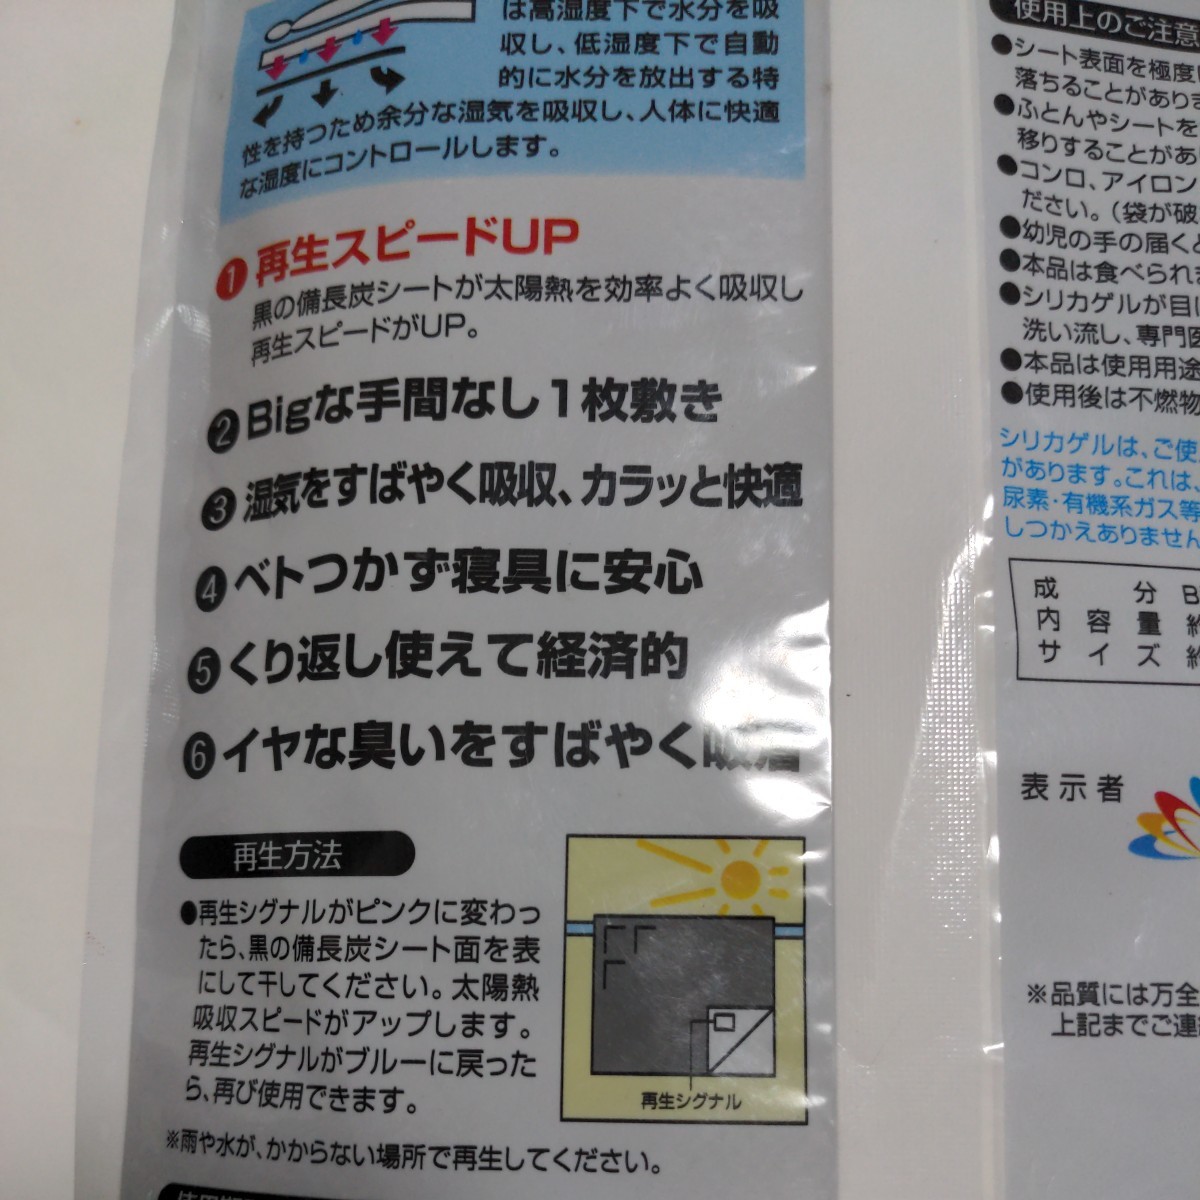 は高湿度下で水分を吸
収し、低湿度下で自動
的に水分を放出する特
性を持つため余分な湿気を吸収し、人体に快適
な湿度にコントロールします。
❶再生スピードUP
黒の備長炭シートが太陽熱を効率よく吸収し
再生スピードがUP。
❷Bigな手間なし1枚敷き
❸湿気をすばやく吸収、カラッと快適
❹ベトつかず寝具に安心
❺くり返し使えて経済的
❻イヤな臭いをすばやく吸着
再生方法
●再生シグナルがピンクに変わっ
たら、黒の備長炭シート面を表
にして干してください。太陽熱
吸収スピードがアップします。
再生シグナルがブルーに戻った
ら、再び使用できます。
再生シグナル
※雨や水が、かからない場所で再生してください。
使用上のご注意
●シート表面を極度
落ちることがありま
●ふとんやシートを
移りすることがあ
●コンロ、アイロン
ださい。(袋が破
●幼児の手の届くと
●本品は食べられま
●シリカゲルが目
洗い流し、専門医
●本品は使用用途
●使用後は不燃物
シリカゲルは、ご使
があります。これは、
尿素・有機系ガス等
しつかえありません
成分 B
内容量 約
サイズ 約
表示者
※品質には万全
上記までご連絡